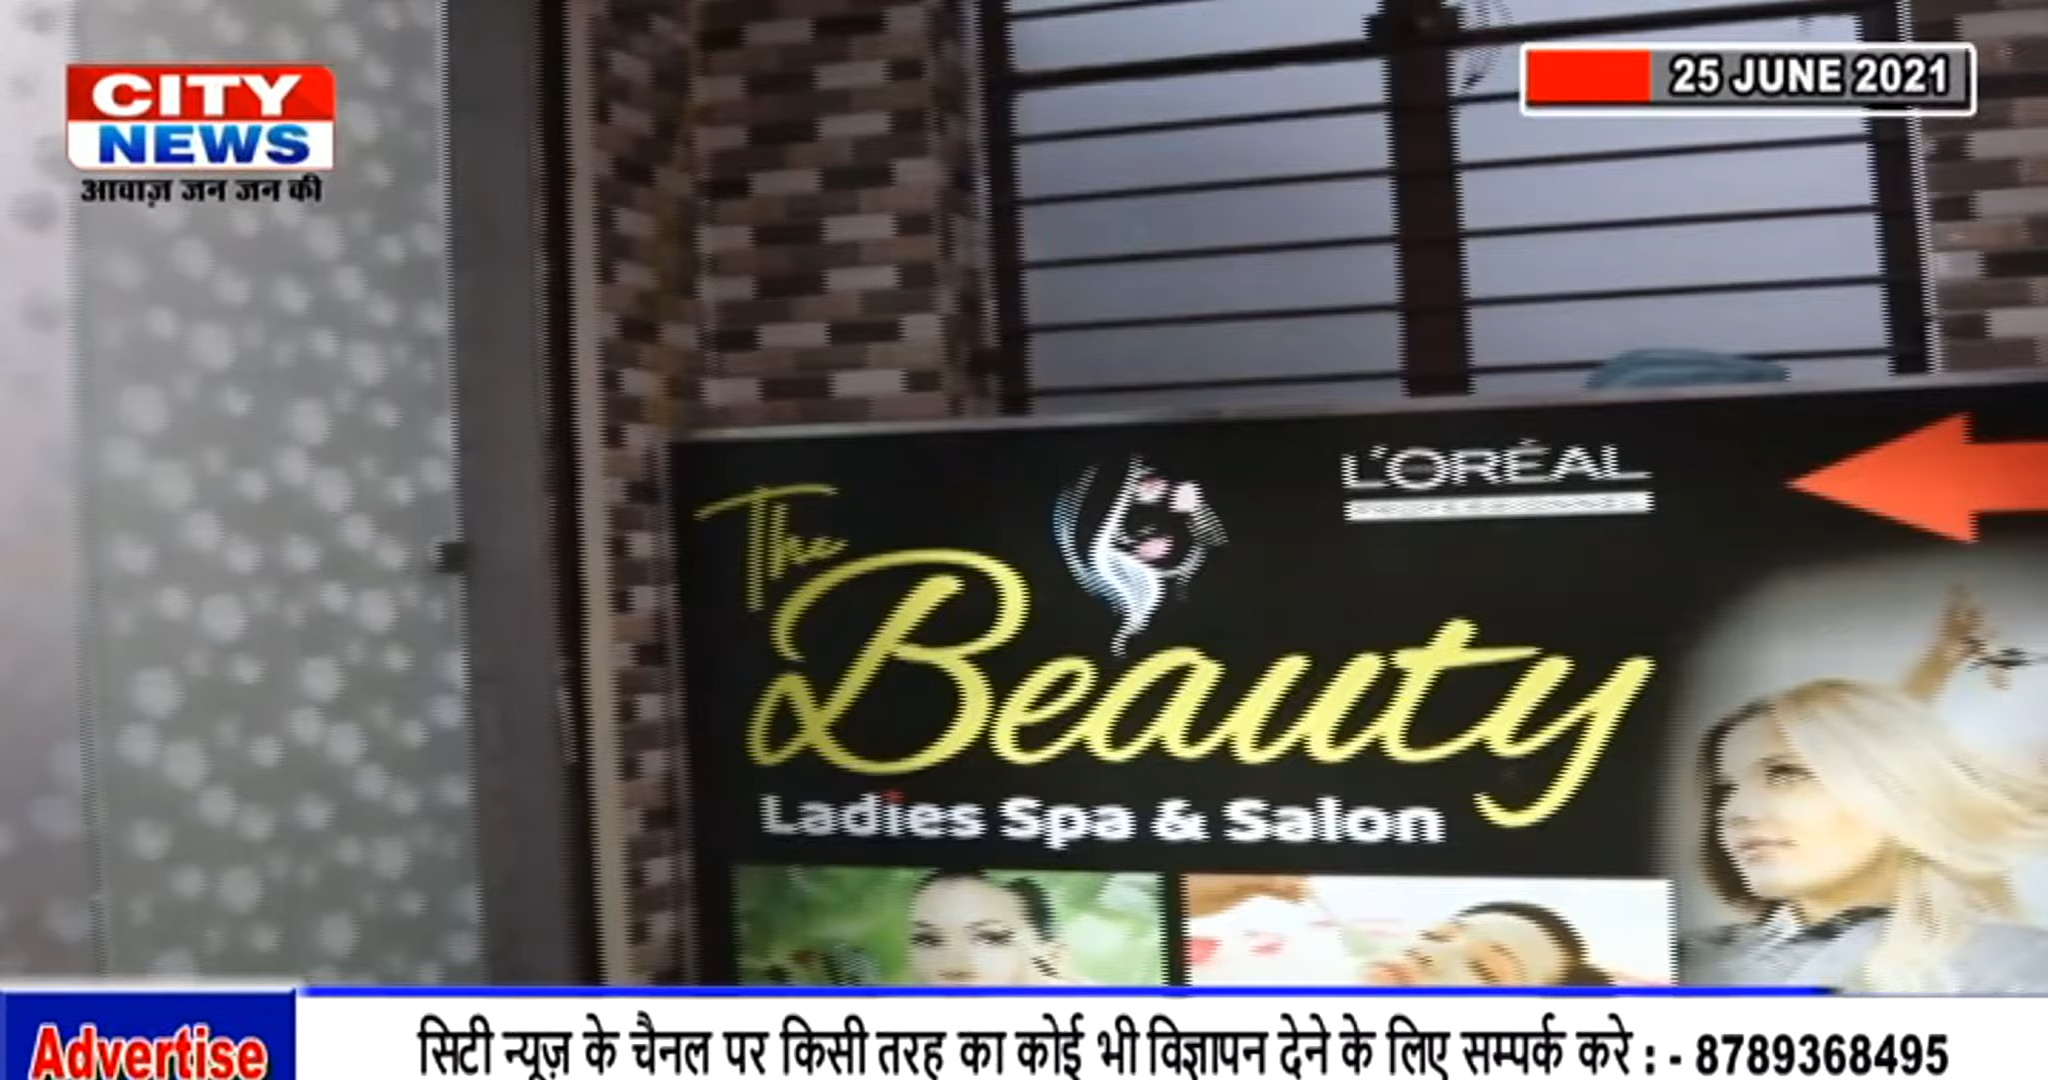 CITY
NEWS
आवाज़ जन जन की
25 JUNE 2021
L'ORÉAL
The
Beauty
Ladies Spa & Salon
Advertise
सिटी न्यूज़ के चैनल पर किसी तरह का कोई भी विज्ञापन देने के लिए सम्पर्क करे : - 8789368495